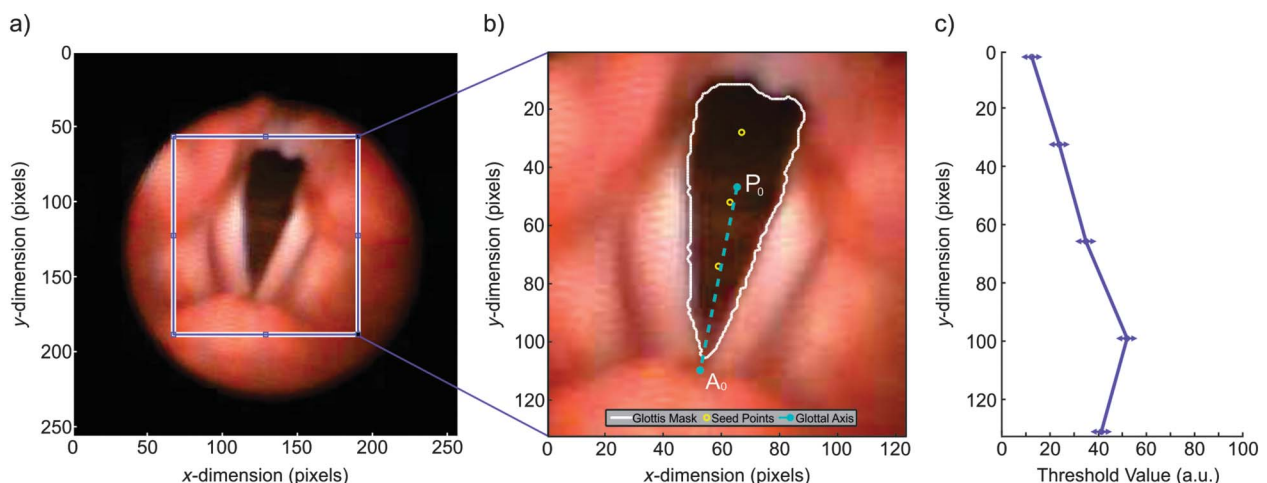 a)
0
50
100
150
200
250
y-dimension (pixels)
0 50 100 150 200 250
x-dimension (pixels)
b)
20
40
60
80
100
120
y-dimension (pixels)
P0
A0
Glottis Mask Seed Points Glottal Axis
0 20 40 60 80 100 120
x-dimension (pixels)
c)
0
20
40
60
80
100
120
y-dimension (pixels)
0 20 40 60 80 100
Threshold Value (a.u.)